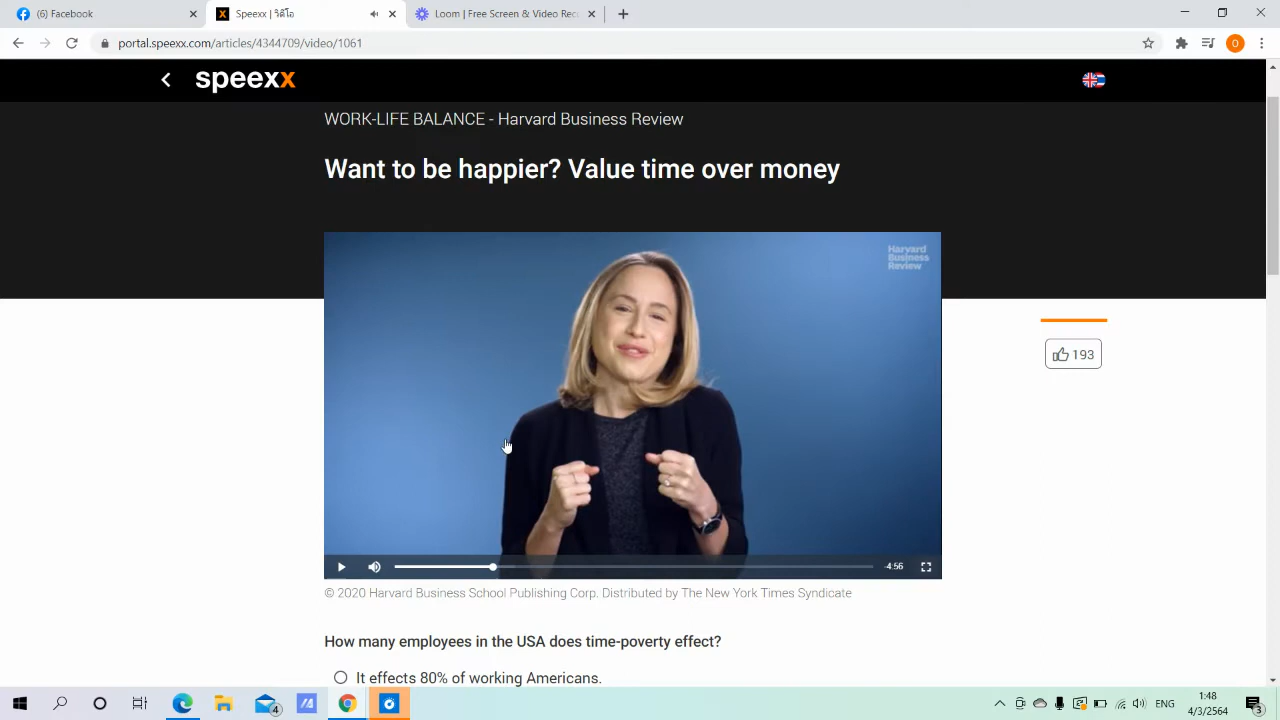 (6) Facebook
Speexx | วิดีโอ
Loom | Free Screen & Video Rec
portal.speexx.com/articles/4344709/video/1061
O
speexx
WORK-LIFE BALANCE - Harvard Business Review
Want to be happier? Value time over money
Harvard
Business
Review
193
-4:56
© 2020 Harvard Business School Publishing Corp. Distributed by The New York Times Syndicate
How many employees in the USA does time-poverty effect?
It effects 80% of working Americans.
4
ENG
1:48
4/3/2564
3